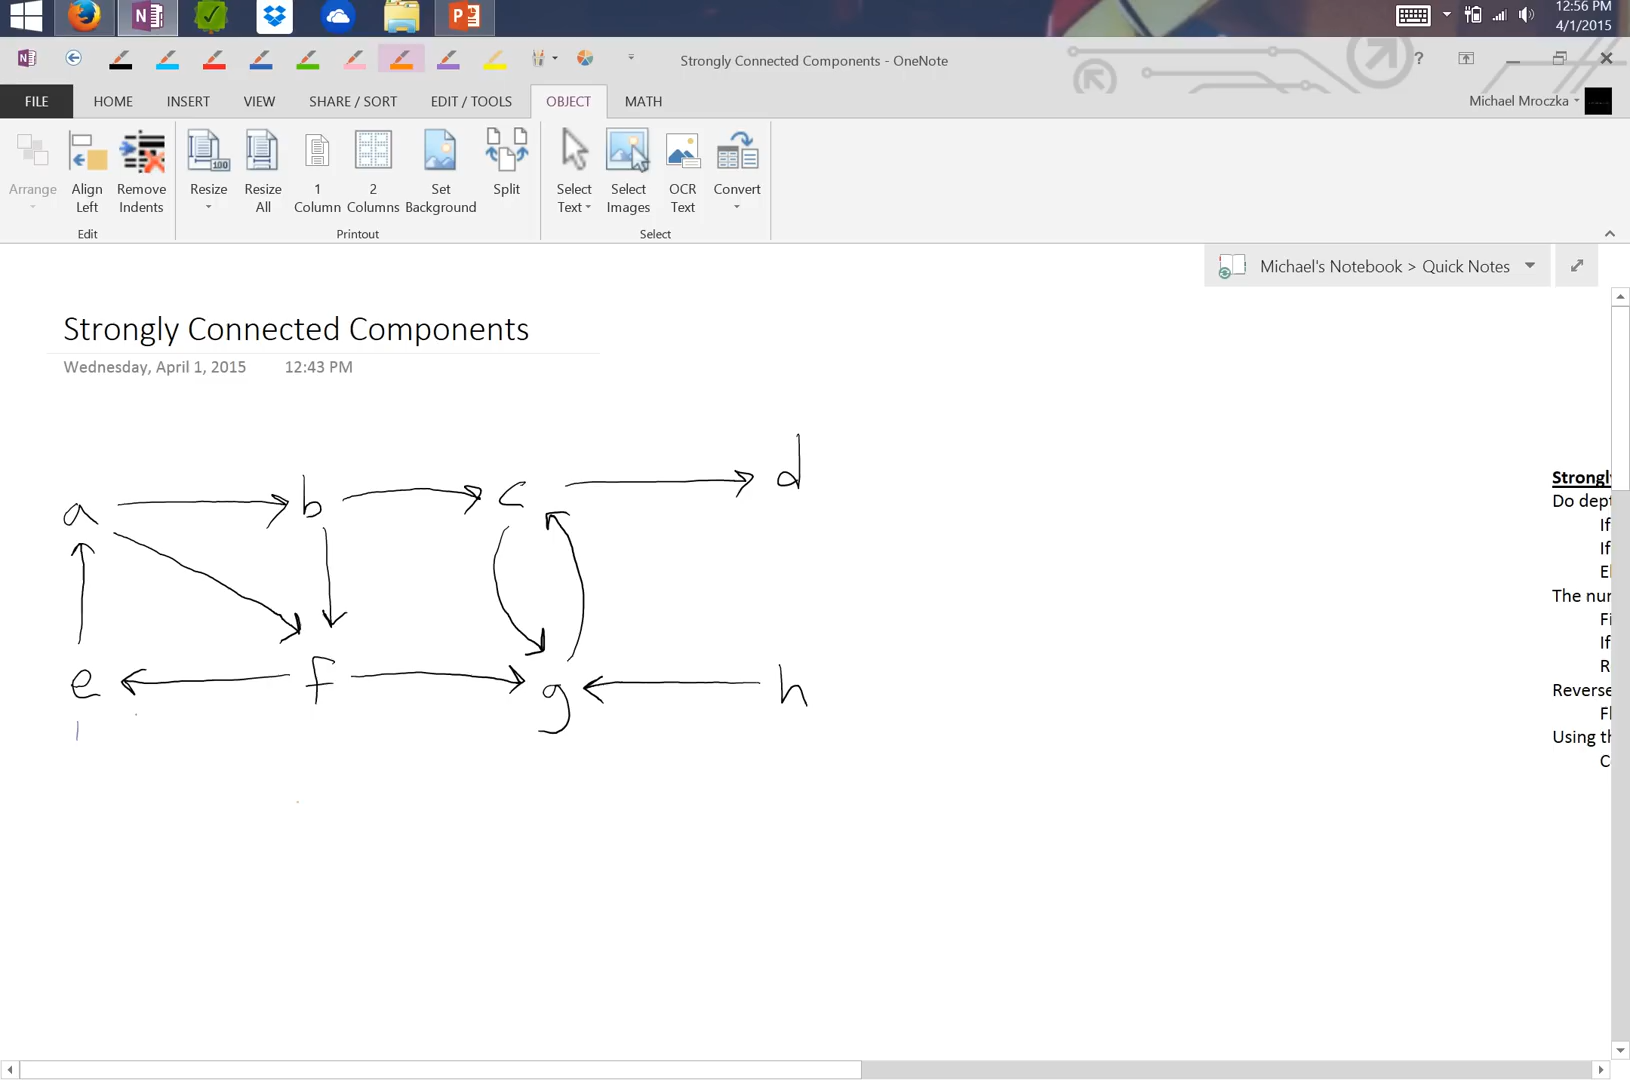 12:56 PM
4/1/2015
Strongly Connected Components - OneNote
?
FILE HOME INSERT VIEW SHARE / SORT EDIT / TOOLS OBJECT MATH
Michael Mroczka
Arrange
Align Left
Remove Indents
Resize
Resize All
1 Column
2 Columns
Set Background
Split
Select Text
Select Images
OCR Text
Convert
Edit Printout Select
Michael's Notebook > Quick Notes
Strongly Connected Components
Wednesday, April 1, 2015 12:43 PM
a b c d
e f g h
Strongl
Do dept
If
If
El
The nur
Fi
If
R
Reverse
Fl
Using th
C